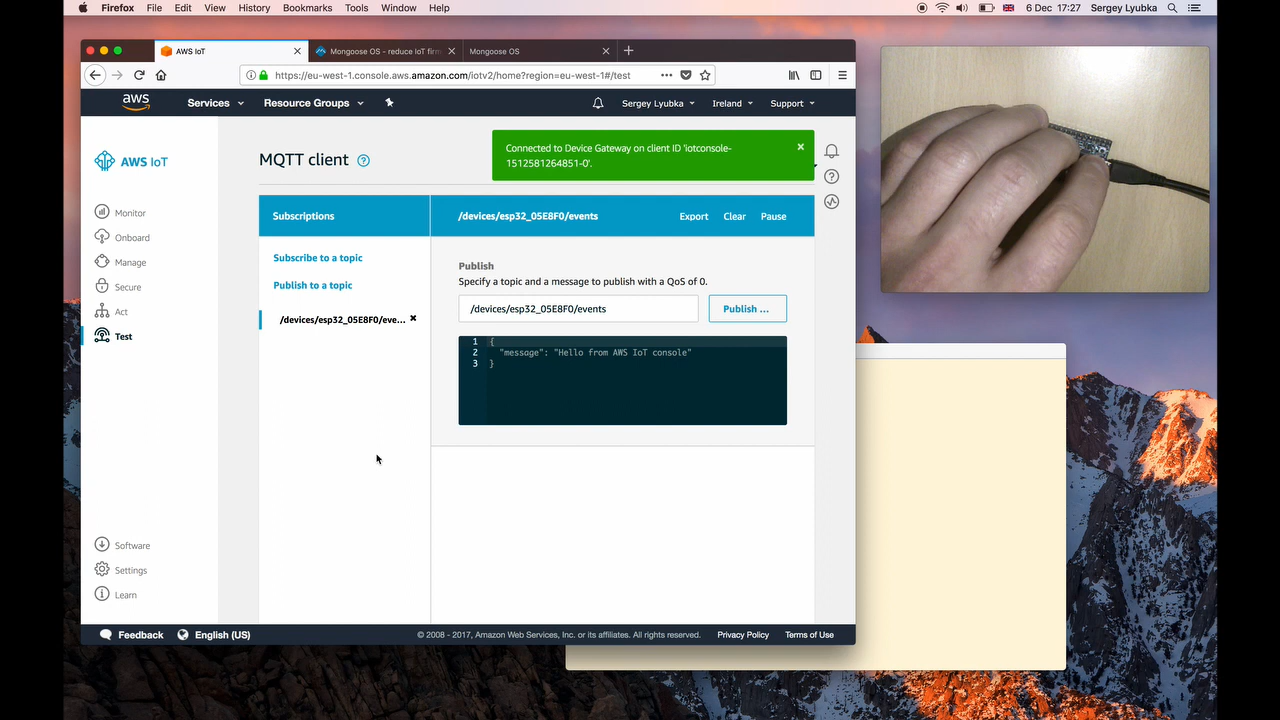 Firefox File Edit View History Bookmarks Tools Window Help 6 Dec 17:27 Sergey Lyubka
AWS IoT Mongoose OS - reduce IoT firm Mongoose OS
https://eu-west-1.console.aws.amazon.com/iotv2/home?region=eu-west-1#/test
aws Services Resource Groups Sergey Lyubka Ireland Support
AWS IoT
Monitor
Onboard
Manage
Secure
Act
Test
Software
Settings
Learn
MQTT client
Connected to Device Gateway on client ID 'iotconsole-
1512581264851-0'.
Subscriptions
Subscribe to a topic
Publish to a topic
/devices/esp32_05E8F0/eve...
/devices/esp32_05E8F0/events Export Clear Pause
Publish
Specify a topic and a message to publish with a QoS of 0.
/devices/esp32_05E8F0/events Publish ...
1 {
2 "message": "Hello from AWS IoT console"
3 }
Feedback English (US) © 2008 - 2017, Amazon Web Services, Inc. or its affiliates. All rights reserved. Privacy Policy Terms of Use